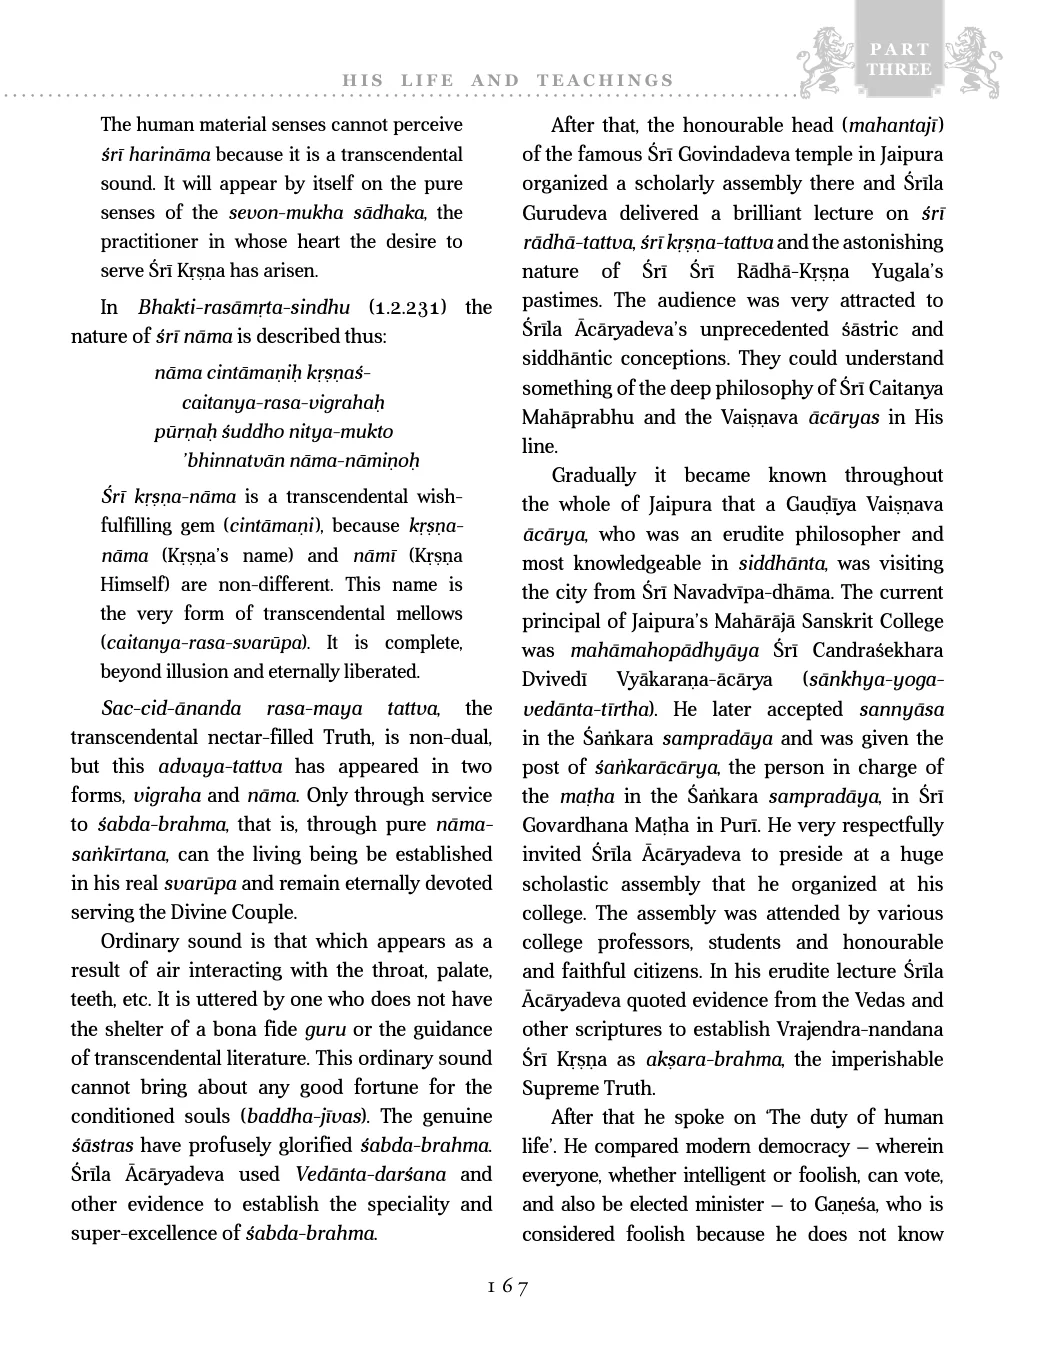 PART
THREE
HIS LIFE AND TEACHINGS
The human material senses cannot perceive
śrī harināma because it is a transcendental
sound. It will appear by itself on the pure
senses of the sevon-mukha sādhaka, the
practitioner in whose heart the desire to
serve Śrī Kṛṣṇa has arisen.
In Bhakti-rasāmṛta-sindhu (1.2.231) the
nature of śrī nāma is described thus:
nāma cintāmaṇiḥ kṛṣṇaś-
caitanya-rasa-vigrahaḥ
pūrṇaḥ śuddho nitya-mukto
’bhinnatvān nāma-nāmiṇoḥ
Śrī kṛṣṇa-nāma is a transcendental wish-
fulfilling gem (cintāmaṇi), because kṛṣṇa-
nāma (Kṛṣṇa’s name) and nāmī (Kṛṣṇa
Himself) are non-different. This name is
the very form of transcendental mellows
(caitanya-rasa-svarūpa). It is complete,
beyond illusion and eternally liberated.
Sac-cid-ānanda rasa-maya tattva, the
transcendental nectar-filled Truth, is non-dual,
but this advaya-tattva has appeared in two
forms, vigraha and nāma. Only through service
to śabda-brahma, that is, through pure nāma-
saṅkīrtana, can the living being be established
in his real svarūpa and remain eternally devoted
serving the Divine Couple.
Ordinary sound is that which appears as a
result of air interacting with the throat, palate,
teeth, etc. It is uttered by one who does not have
the shelter of a bona fide guru or the guidance
of transcendental literature. This ordinary sound
cannot bring about any good fortune for the
conditioned souls (baddha-jīvas). The genuine
śāstras have profusely glorified śabda-brahma.
Śrīla Ācāryadeva used Vedānta-darśana and
other evidence to establish the speciality and
super-excellence of śabda-brahma.
After that, the honourable head (mahantajī)
of the famous Śrī Govindadeva temple in Jaipura
organized a scholarly assembly there and Śrīla
Gurudeva delivered a brilliant lecture on śrī
rādhā-tattva, śrī kṛṣṇa-tattva and the astonishing
nature of Śrī Śrī Rādhā-Kṛṣṇa Yugala’s
pastimes. The audience was very attracted to
Śrīla Ācāryadeva’s unprecedented śāstric and
siddhāntic conceptions. They could understand
something of the deep philosophy of Śrī Caitanya
Mahāprabhu and the Vaiṣṇava ācāryas in His
line.
Gradually it became known throughout
the whole of Jaipura that a Gauḍīya Vaiṣṇava
ācārya, who was an erudite philosopher and
most knowledgeable in siddhānta, was visiting
the city from Śrī Navadvīpa-dhāma. The current
principal of Jaipura’s Mahārājā Sanskrit College
was mahāmahopādhyāya Śrī Candraśekhara
Dvivedī Vyākaraṇa-ācārya (sānkhya-yoga-
vedānta-tīrtha). He later accepted sannyāsa
in the Śaṅkara sampradāya and was given the
post of śaṅkarācārya, the person in charge of
the maṭha in the Śaṅkara sampradāya, in Śrī
Govardhana Maṭha in Purī. He very respectfully
invited Śrīla Ācāryadeva to preside at a huge
scholastic assembly that he organized at his
college. The assembly was attended by various
college professors, students and honourable
and faithful citizens. In his erudite lecture Śrīla
Ācāryadeva quoted evidence from the Vedas and
other scriptures to establish Vrajendra-nandana
Śrī Kṛṣṇa as akṣara-brahma, the imperishable
Supreme Truth.
After that he spoke on ‘The duty of human
life’. He compared modern democracy – wherein
everyone, whether intelligent or foolish, can vote,
and also be elected minister – to Gaṇeśa, who is
considered foolish because he does not know
167